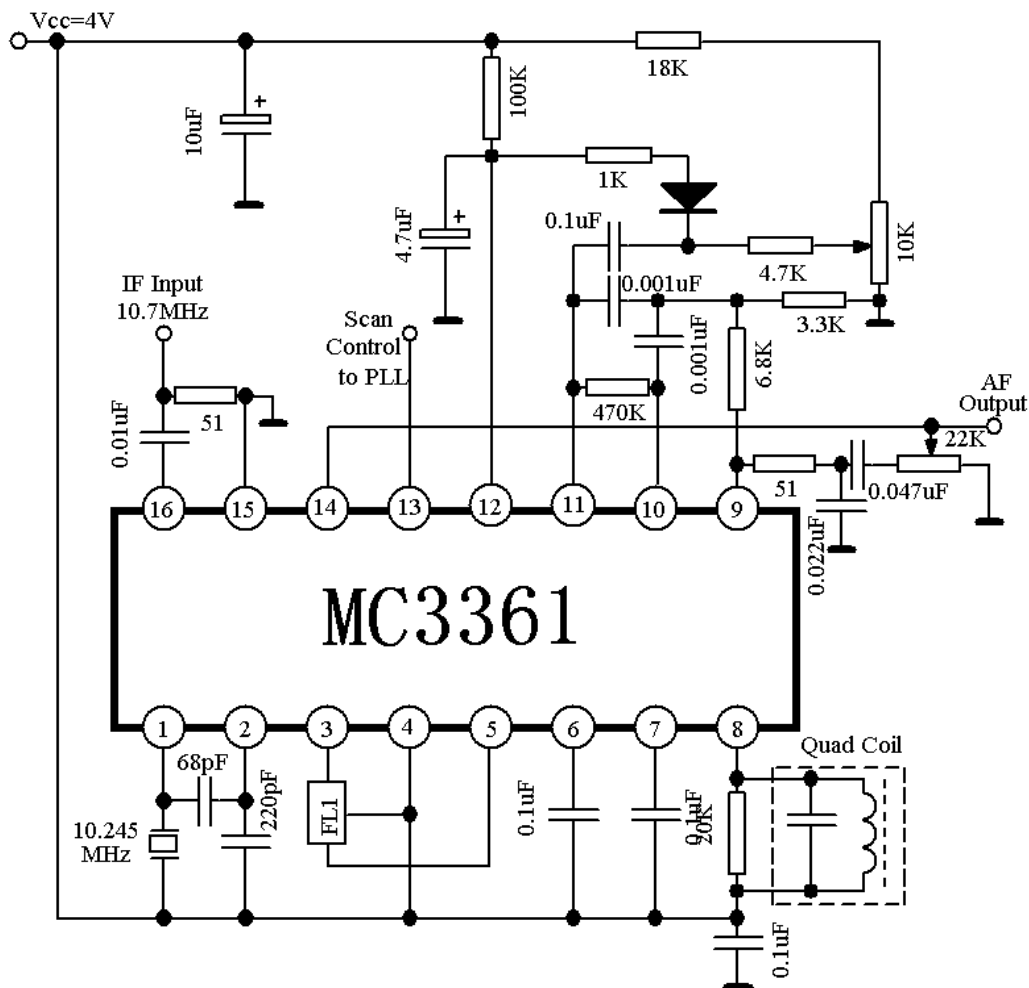 Vcc=4V
18K
100K
10uF
+
1K
4.7uF
+
0.1uF
10K
4.7K
IF Input
10.7MHz
0.001uF
Scan
Control
to PLL
3.3K
0.001uF
6.8K
AF
Output
0.01uF
51
470K
22K
51
0.047uF
0.022uF
16
15
14
13
12
11
10
9
MC3361
1
2
3
4
5
6
7
8
Quad Coil
68pF
220pF
FL1
0.1uF
0.1uF
20K
10.245
MHz
0.1uF